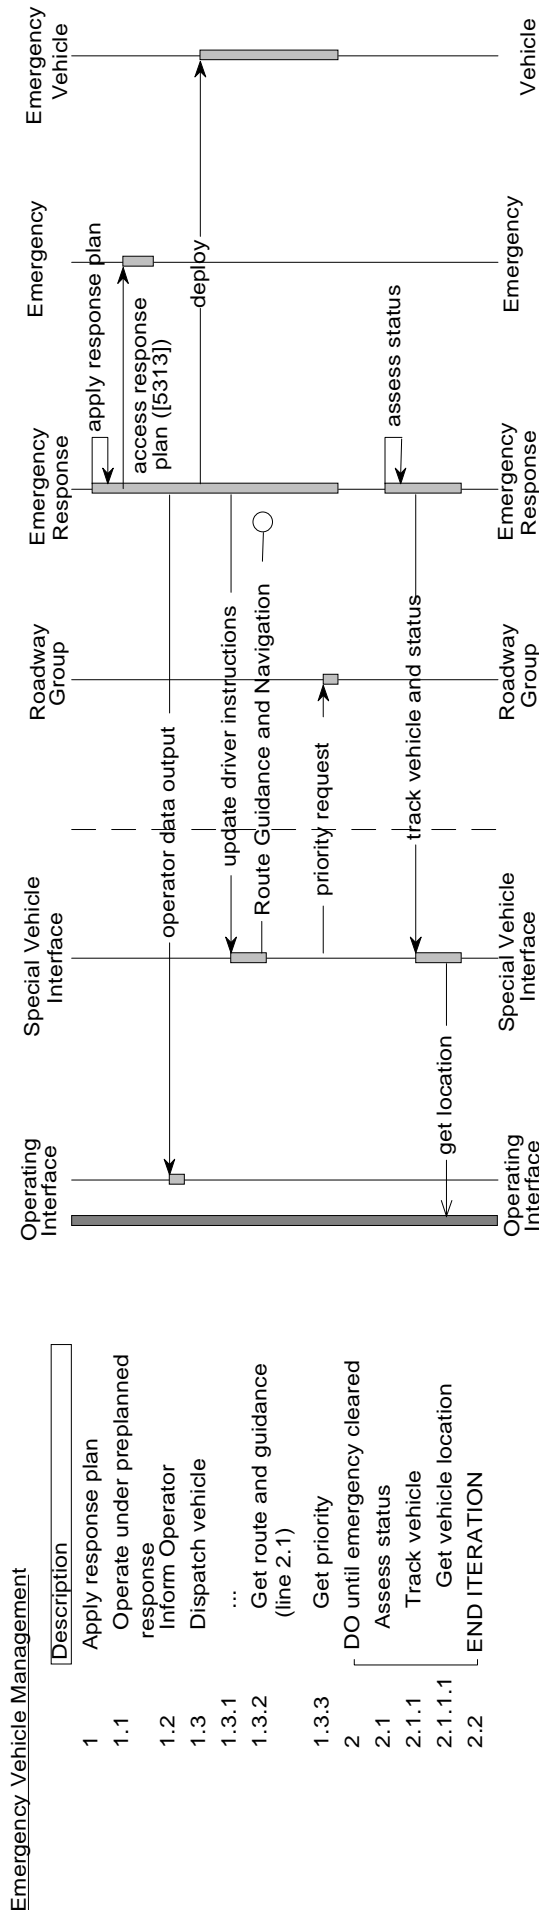 Emergency Vehicle Management
Description
1 Apply response plan
1.1 Operate under preplanned
response
1.2 Inform Operator
1.3 Dispatch vehicle
1.3.1 ...
1.3.2 Get route and guidance
(line 2.1)
1.3.3 Get priority
2 DO until emergency cleared
2.1 Assess status
2.1.1 Track vehicle
2.1.1.1 Get vehicle location
2.2 END ITERATION
Operating
Interface
Special Vehicle
Interface
Roadway
Group
Emergency
Response
Emergency
Emergency
Vehicle
apply response plan
access response
plan ([5313])
operator data output
deploy
update driver instructions
Route Guidance and Navigation
priority request
assess status
track vehicle and status
get location
Operating
Interface
Special Vehicle
Interface
Roadway
Group
Emergency
Response
Emergency
Vehicle